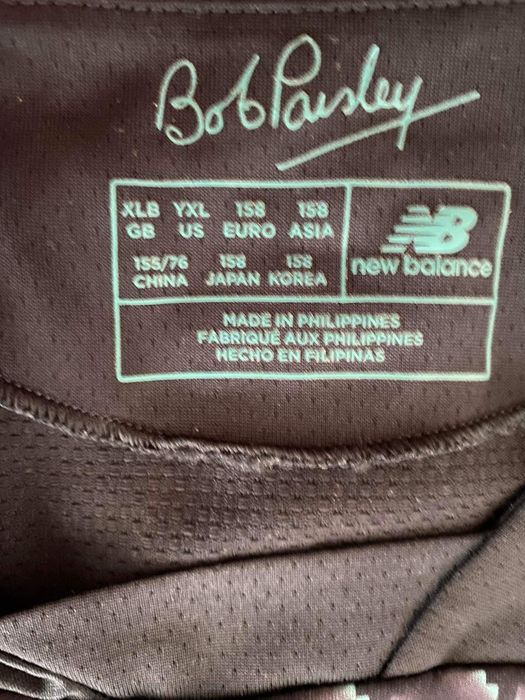 Bob Paisley
XLB YXL 158 158
GB US EURO ASIA
155/76 158 158
CHINA JAPAN KOREA
NB
new balance
MADE IN PHILIPPINES
FABRIQUÉ AUX PHILIPPINES
HECHO EN FILIPINAS